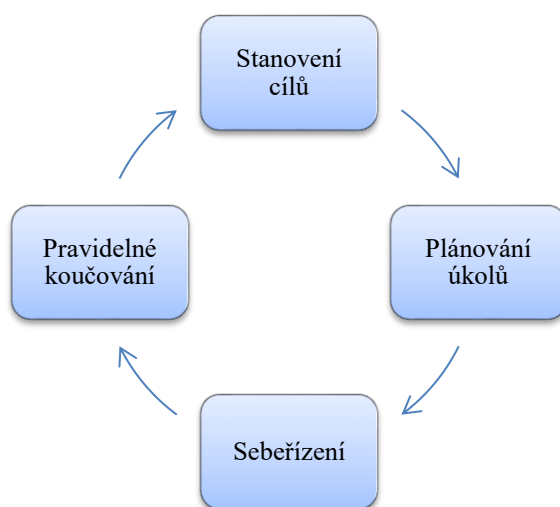 Stanovení
cílů
Plánování
úkolů
Sebeřízení
Pravidelné
koučování